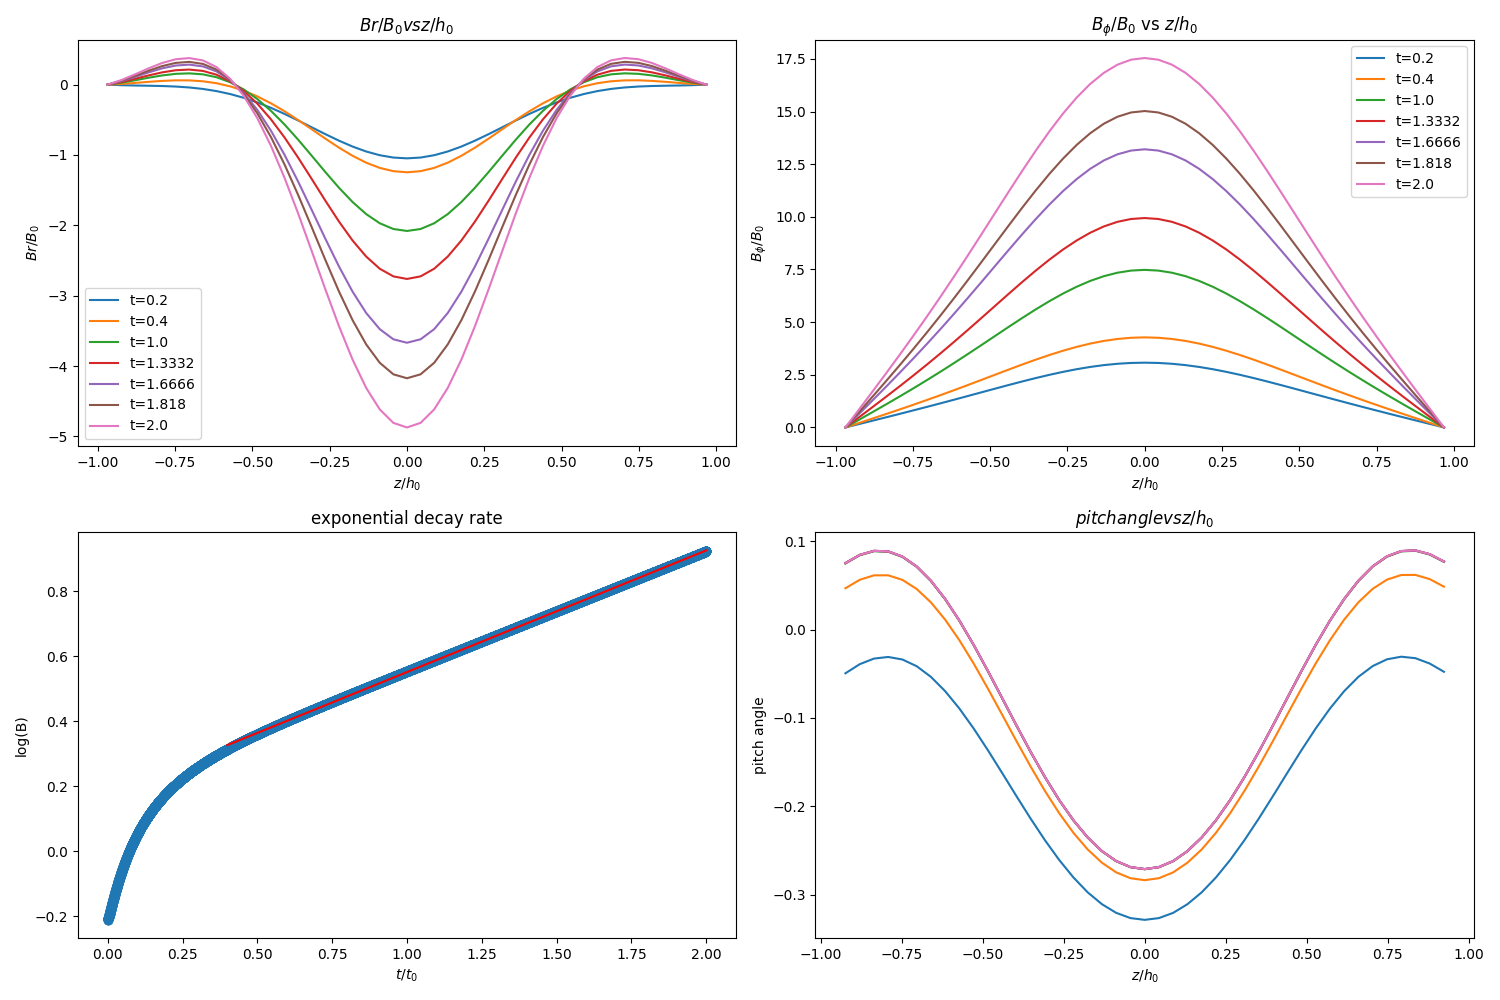 Br/B₀vsz/h₀
0
−1
−2
−3
−4
−5
Br/B₀
t=0.2
t=0.4
t=1.0
t=1.3332
t=1.6666
t=1.818
t=2.0
−1.00 −0.75 −0.50 −0.25 0.00 0.25 0.50 0.75 1.00
z/h₀
B_ϕ/B₀ vs z/h₀
17.5
15.0
12.5
10.0
7.5
5.0
2.5
0.0
B_ϕ/B₀
t=0.2
t=0.4
t=1.0
t=1.3332
t=1.6666
t=1.818
t=2.0
−1.00 −0.75 −0.50 −0.25 0.00 0.25 0.50 0.75 1.00
z/h₀
exponential decay rate
0.8
0.6
0.4
0.2
0.0
−0.2
log(B)
0.00 0.25 0.50 0.75 1.00 1.25 1.50 1.75 2.00
t/t₀
pitchanglevsz/h₀
0.1
0.0
−0.1
−0.2
−0.3
pitch angle
−1.00 −0.75 −0.50 −0.25 0.00 0.25 0.50 0.75 1.00
z/h₀